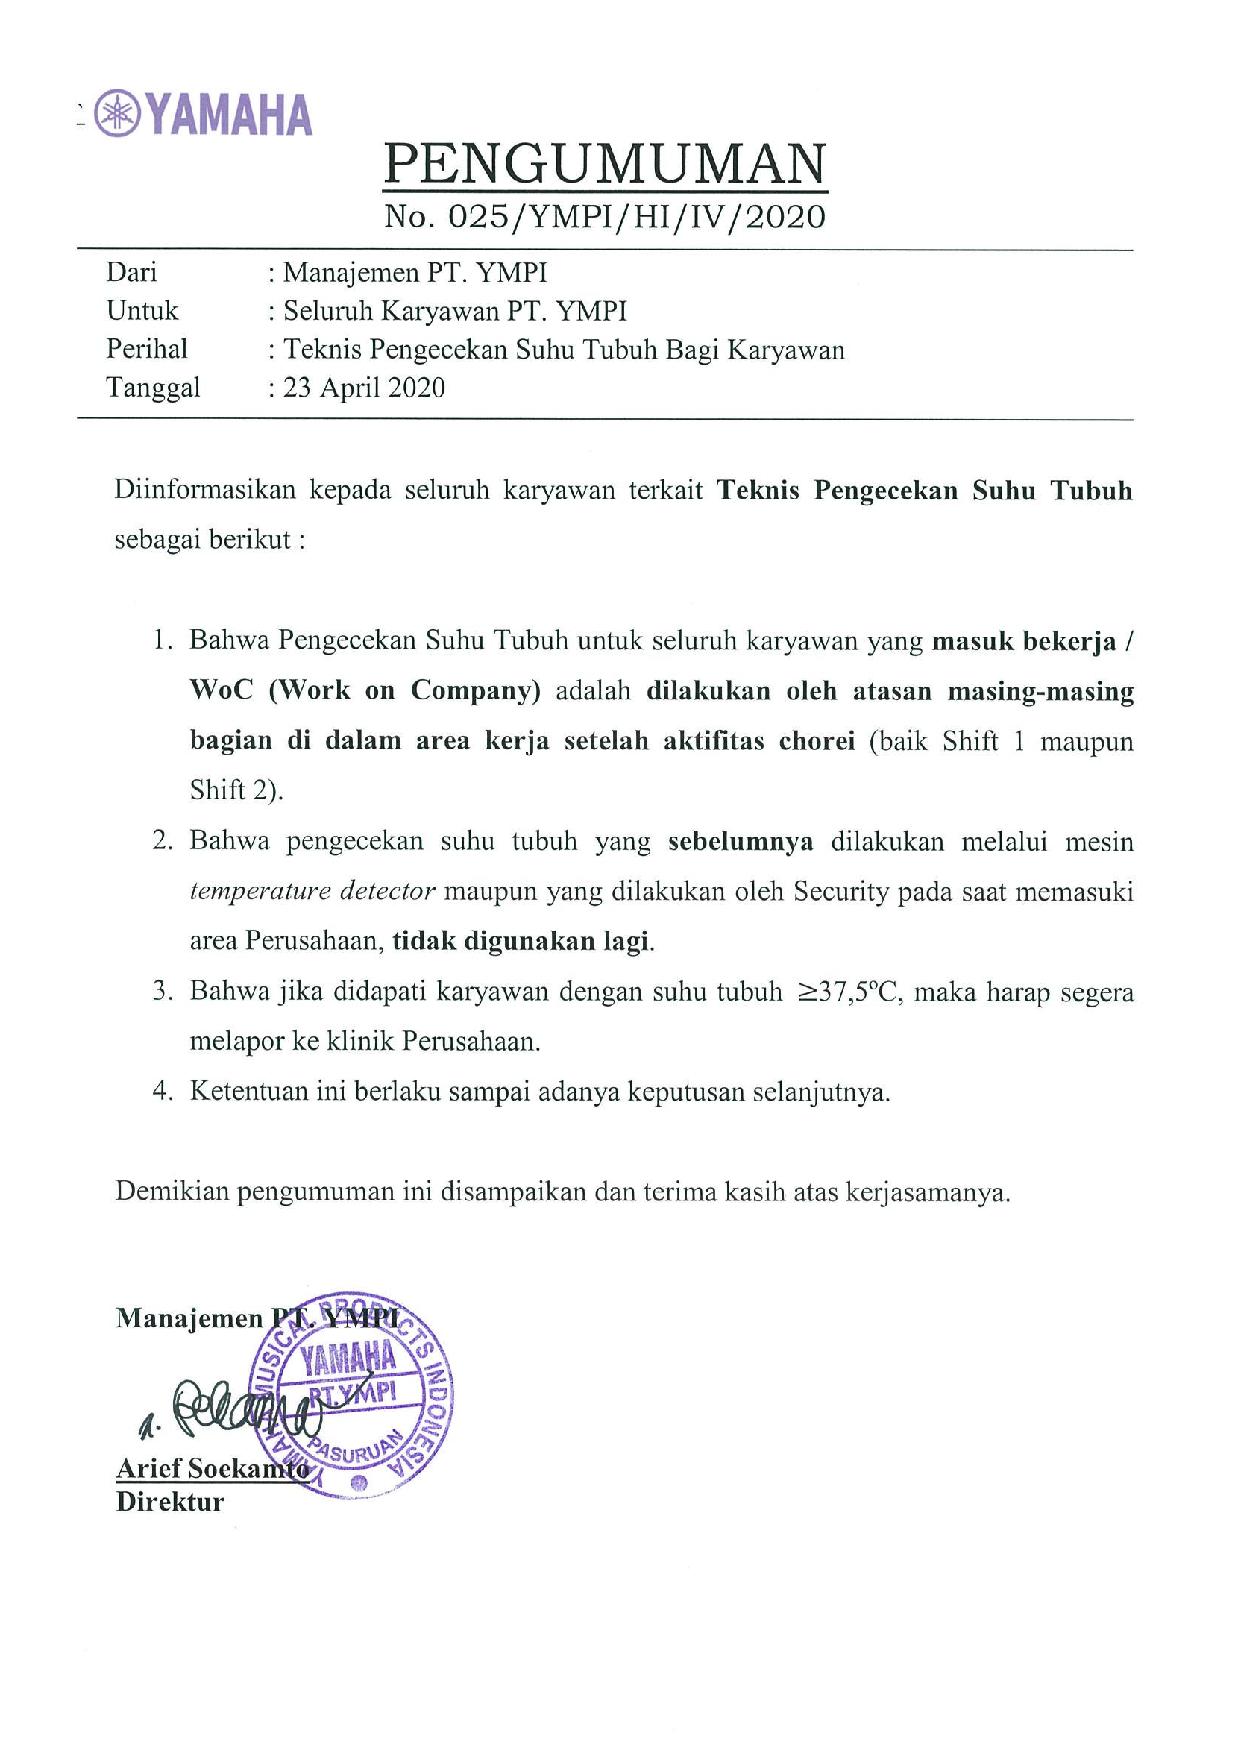 YAMAHA
PENGUMUMAN
No. 025/YMPI/HI/IV/2020
Dari : Manajemen PT. YMPI
Untuk : Seluruh Karyawan PT. YMPI
Perihal : Teknis Pengecekan Suhu Tubuh Bagi Karyawan
Tanggal : 23 April 2020
Diinformasikan kepada seluruh karyawan terkait Teknis Pengecekan Suhu Tubuh
sebagai berikut :
1. Bahwa Pengecekan Suhu Tubuh untuk seluruh karyawan yang masuk bekerja /
WoC (Work on Company) adalah dilakukan oleh atasan masing-masing
bagian di dalam area kerja setelah aktifitas chorei (baik Shift 1 maupun
Shift 2).
2. Bahwa pengecekan suhu tubuh yang sebelumnya dilakukan melalui mesin
temperature detector maupun yang dilakukan oleh Security pada saat memasuki
area Perusahaan, tidak digunakan lagi.
3. Bahwa jika didapati karyawan dengan suhu tubuh ≥37,5°C, maka harap segera
melapor ke klinik Perusahaan.
4. Ketentuan ini berlaku sampai adanya keputusan selanjutnya.
Demikian pengumuman ini disampaikan dan terima kasih atas kerjasamanya.
Manajemen PT. YMPI
YAMAHA MUSICAL PRODUCTS INDONESIA
YAMAHA
PT.YMPI
PASURUAN
Arief Soekamto
Direktur